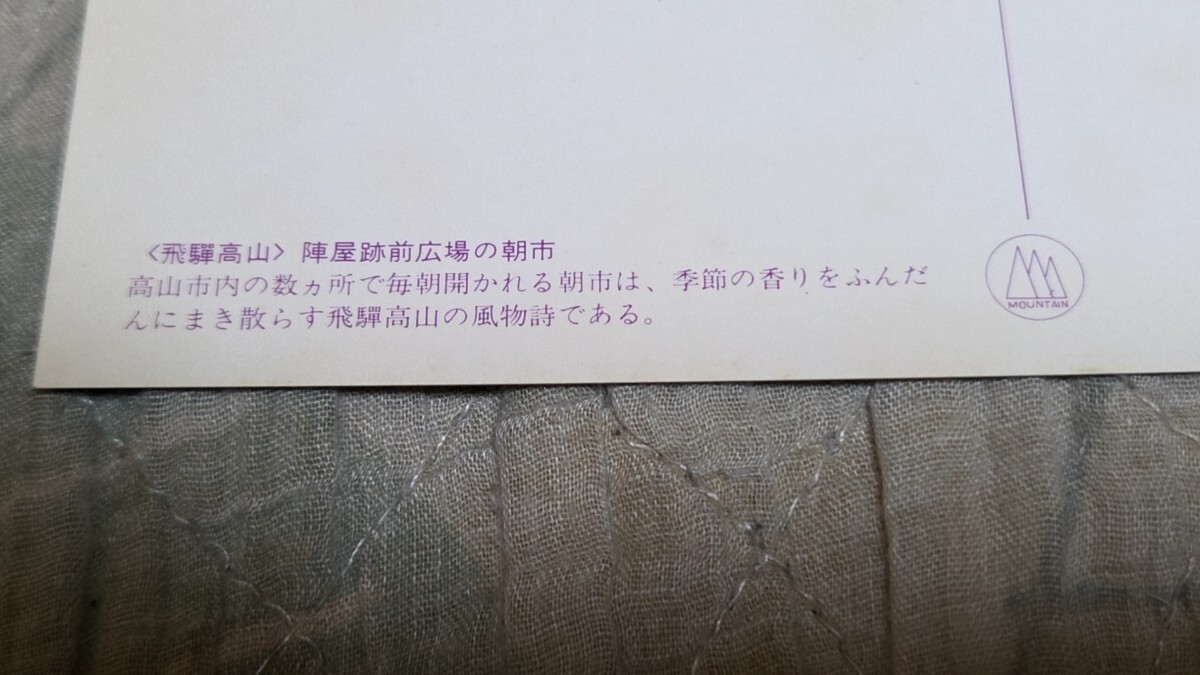 〈飛驒高山〉 陣屋跡前広場の朝市
高山市内の数ヵ所で毎朝開かれる朝市は、季節の香りをふんだ
んにまき散らす飛驒高山の風物詩である。
MOUNTAIN